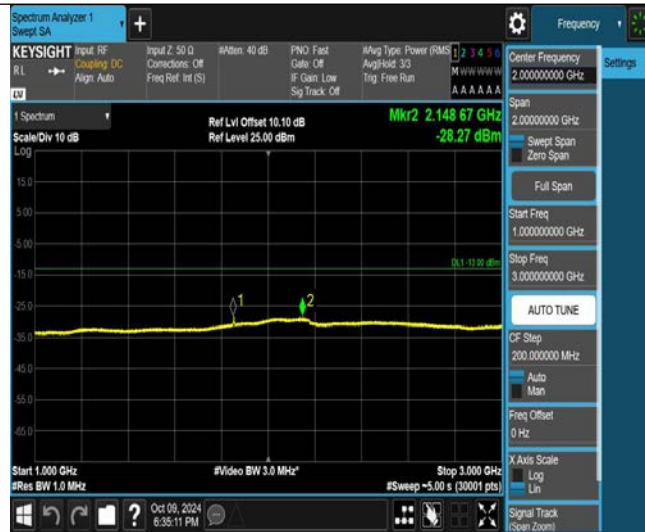 Spectrum Analyzer 1
Swept SA
Frequency
KEYSIGHT
RL
Input: RF
Coupling: DC
Align: Auto
Input Z: 50 Ω
Corrections: Off
Freq Ref: Int (S)
#Atten: 40 dB
PNO: Fast
Gate: Off
IF Gain: Low
Sig Track: Off
#Avg Type: Power (RMS
Avg|Hold: 3/3
Trig: Free Run
1 2 3 4 5 6
M W W W W W
A A A A A A
LXI
1 Spectrum
Scale/Div 10 dB
Log
Ref Lvl Offset 10.10 dB
Ref Level 25.00 dBm
Mkr2 2.148 67 GHz
-28.27 dBm
15.0
5.00
-5.00
-15.0
-25.0
-35.0
-45.0
-55.0
-65.0
DL1 -13.00 dBm
1
2
Start 1.000 GHz
#Res BW 1.0 MHz
#Video BW 3.0 MHz*
Stop 3.000 GHz
#Sweep ~5.00 s (30001 pts)
Oct 09, 2024
6:35:11 PM
Center Frequency
2.000000000 GHz
Settings
Span
2.00000000 GHz
Swept Span
Zero Span
Full Span
Start Freq
1.000000000 GHz
Stop Freq
3.000000000 GHz
AUTO TUNE
CF Step
200.000000 MHz
Auto
Man
Freq Offset
0 Hz
X Axis Scale
Log
Lin
Signal Track
(Span Zoom)